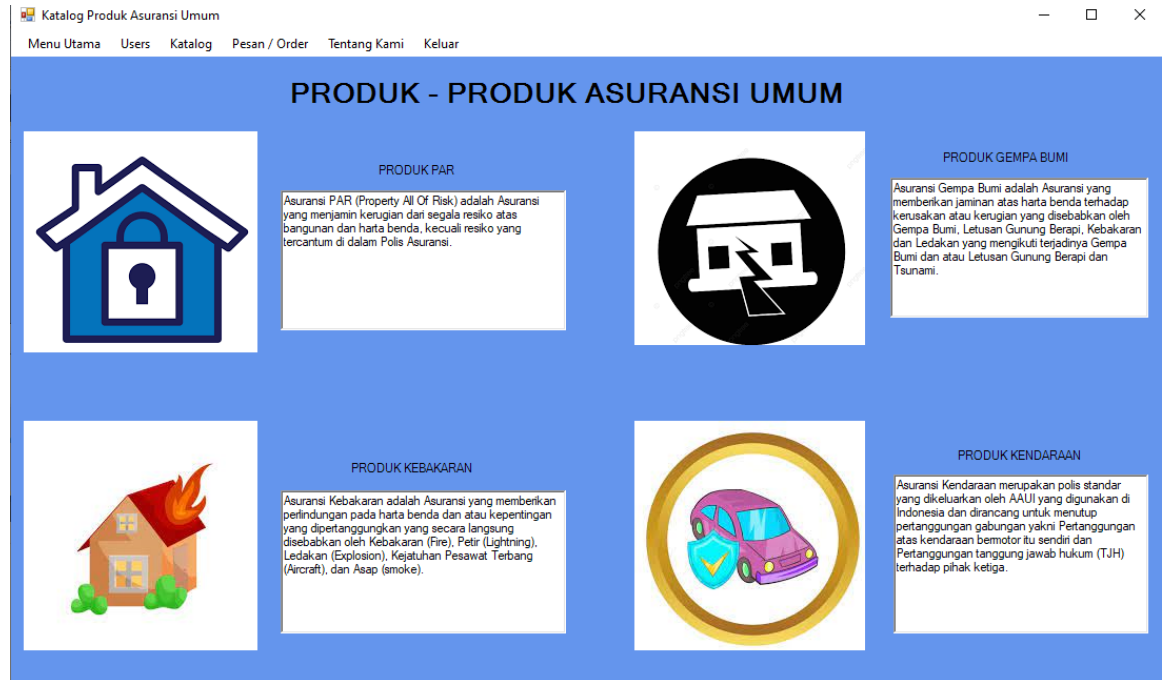 Katalog Produk Asuransi Umum
Menu Utama Users Katalog Pesan / Order Tentang Kami Keluar
PRODUK - PRODUK ASURANSI UMUM
PRODUK PAR
Asuransi PAR (Property All Of Risk) adalah Asuransi
yang menjamin kerugian dari segala resiko atas
bangunan dan harta benda, kecuali resiko yang
tercantum di dalam Polis Asuransi.
PRODUK GEMPA BUMI
Asuransi Gempa Bumi adalah Asuransi yang
memberikan jaminan atas harta benda terhadap
kerusakan atau kerugian yang disebabkan oleh
Gempa Bumi, Letusan Gunung Berapi, Kebakaran
dan Ledakan yang mengikuti terjadinya Gempa
Bumi dan atau Letusan Gunung Berapi dan
Tsunami.
PRODUK KEBAKARAN
Asuransi Kebakaran adalah Asuransi yang memberikan
perlindungan pada harta benda dan atau kepentingan
yang dipertanggungkan yang secara langsung
disebabkan oleh Kebakaran (Fire), Petir (Lightning),
Ledakan (Explosion), Kejatuhan Pesawat Terbang
(Aircraft), dan Asap (smoke).
PRODUK KENDARAAN
Asuransi Kendaraan merupakan polis standar
yang dikeluarkan oleh AAUI yang digunakan di
Indonesia dan dirancang untuk menutup
pertanggungan gabungan yakni Pertanggungan
atas kendaraan bermotor itu sendiri dan
Pertanggungan tanggung jawab hukum (TJH)
terhadap pihak ketiga.